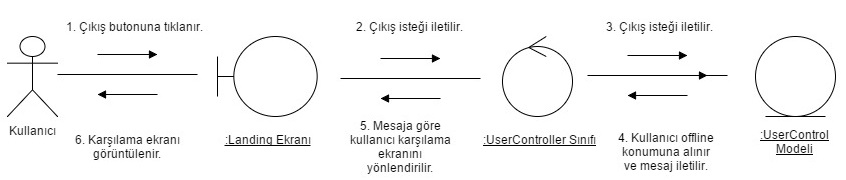 1. Çıkış butonuna tıklanır.
2. Çıkış isteği iletilir.
3. Çıkış isteği iletilir.
Kullanıcı
6. Karşılama ekranı
görüntülenir.
:Landing Ekranı
5. Mesaja göre
kullanıcı karşılama
ekranını
yönlendirilir.
:UserController Sınıfı
4. Kullanıcı offline
konumuna alınır
ve mesaj iletilir.
:UserControl
Modeli